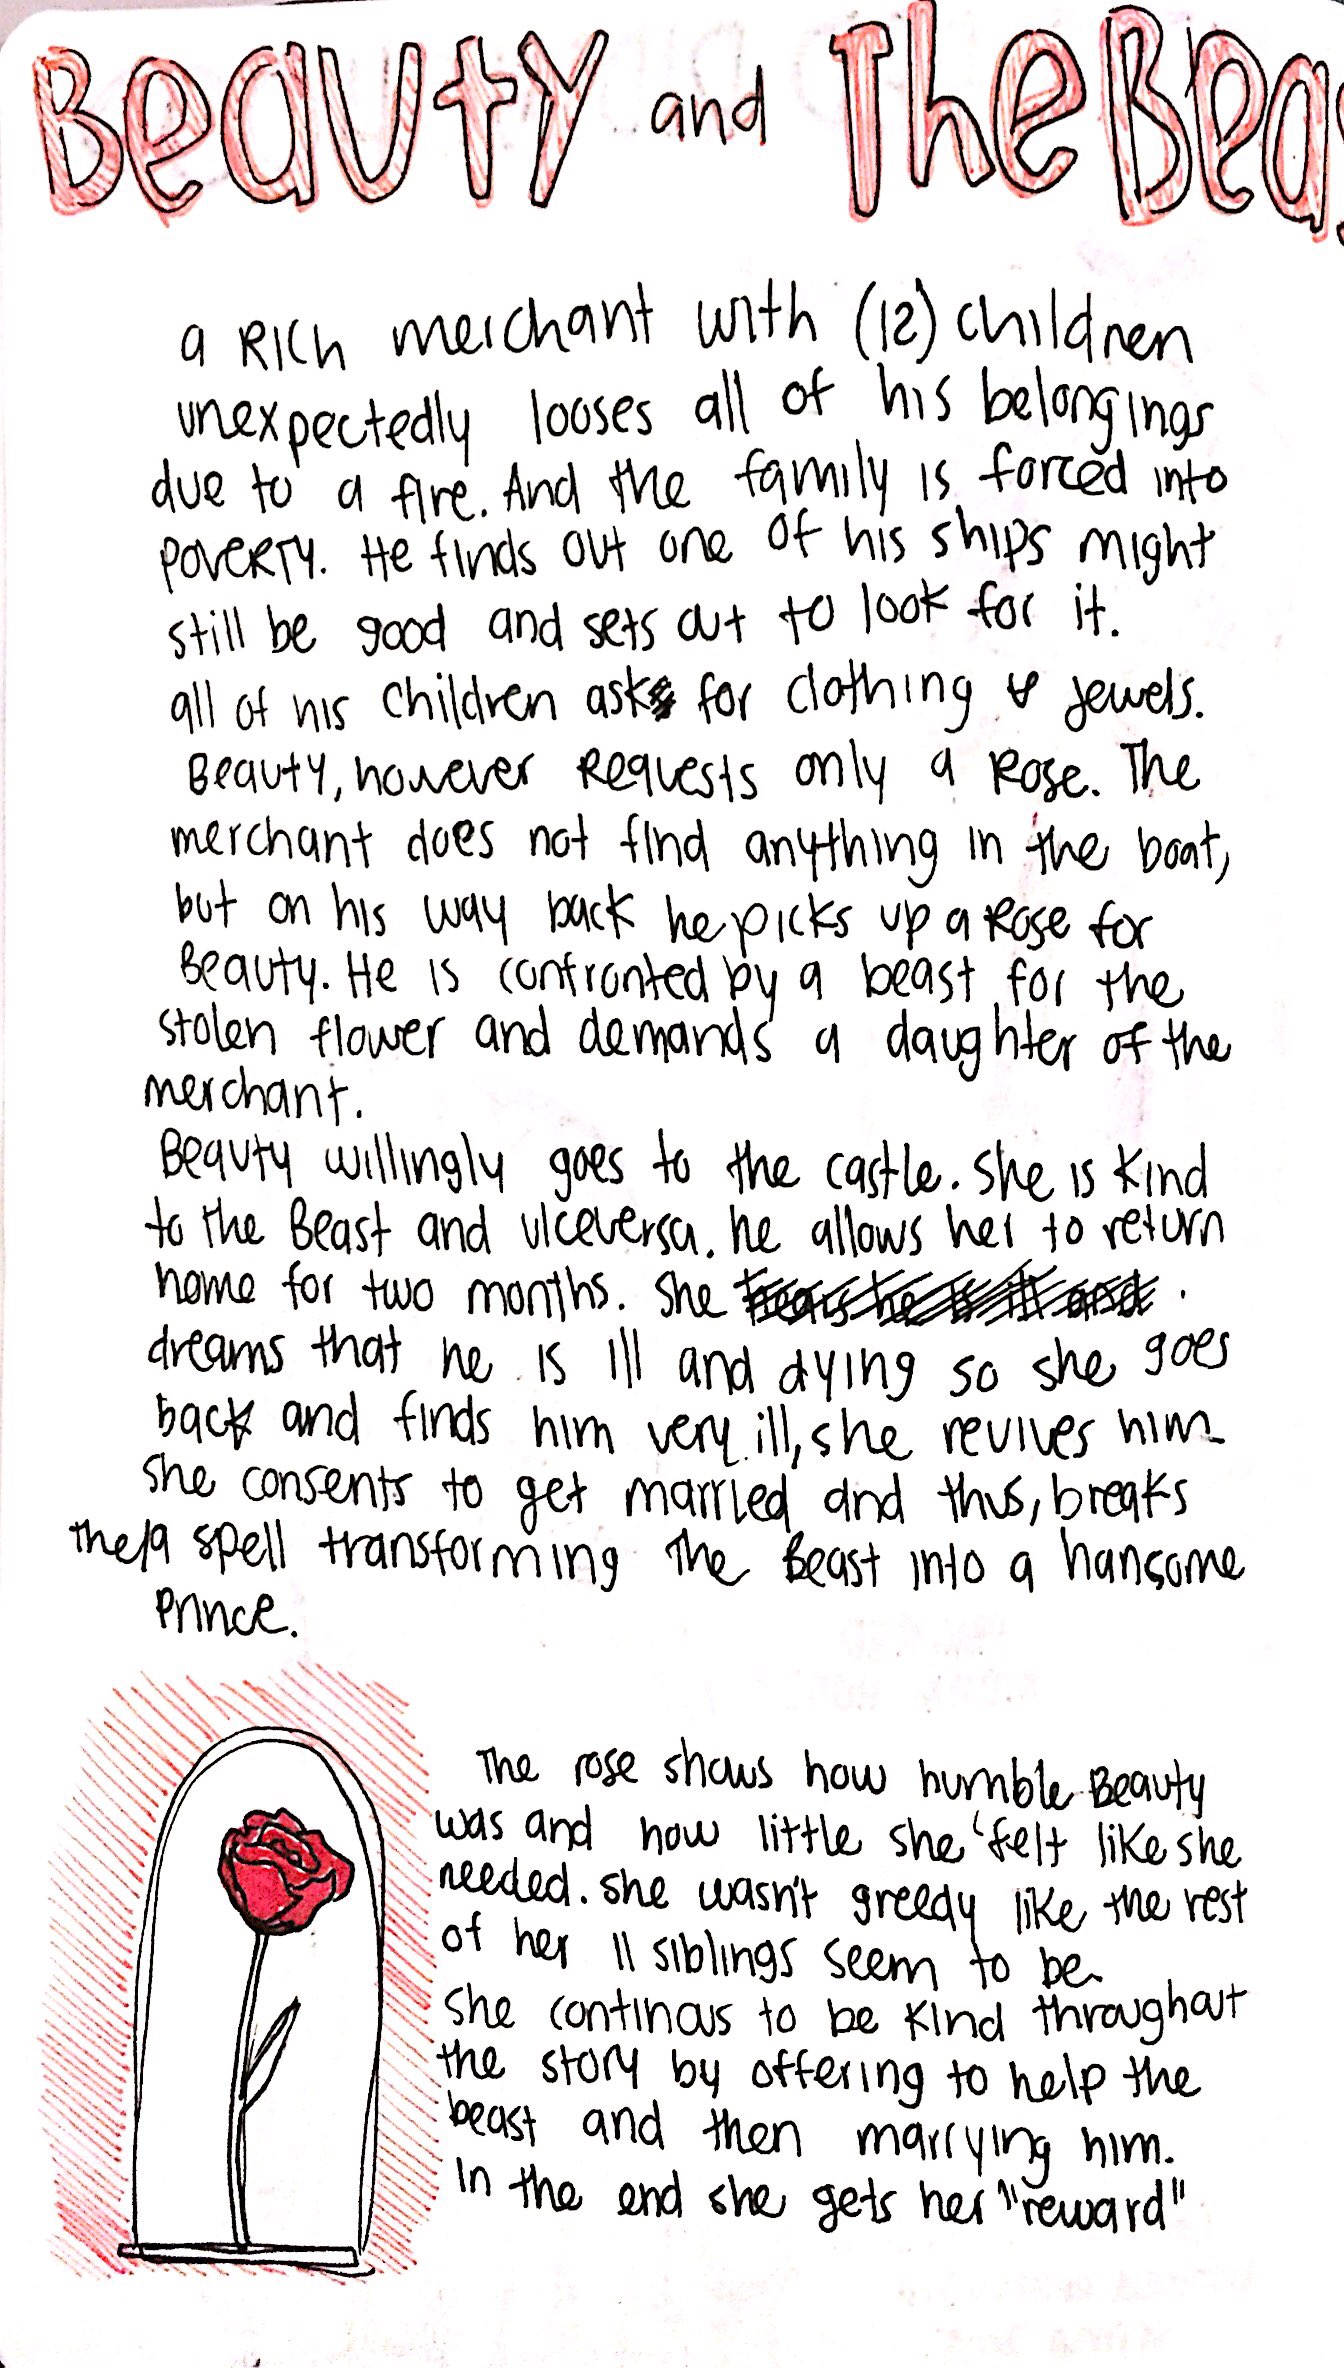 Beauty and The Beas
a Rich merchant with (12) children
unexpectedly looses all of his belongings
due to a fire. And the family is forced into
poverty. He finds out one of his ships might
still be good and sets out to look for it.
all of his children ask for clothing & jewels.
Beauty, however Requests only a Rose. The
merchant does not find anything in the boat,
but on his way back he picks up a Rose for
Beauty. He is confronted by a beast for the
stolen flower and demands a daughter of the
merchant.
Beauty willingly goes to the castle. She is kind
to the Beast and viceversa. he allows her to return
home for two months. She hears he is ill and .
dreams that he is ill and dying so she goes
back and finds him very ill, she revives him
She consents to get married and thus, breaks
the/a spell transforming the Beast into a hansome
Prince.
The rose shows how humble Beauty
was and how little she felt like she
needed. She wasn't greedy like the rest
of her 11 siblings seem to be.
She continous to be kind throughout
the story by offering to help the
beast and then marrying him.
In the end she gets her "reward"